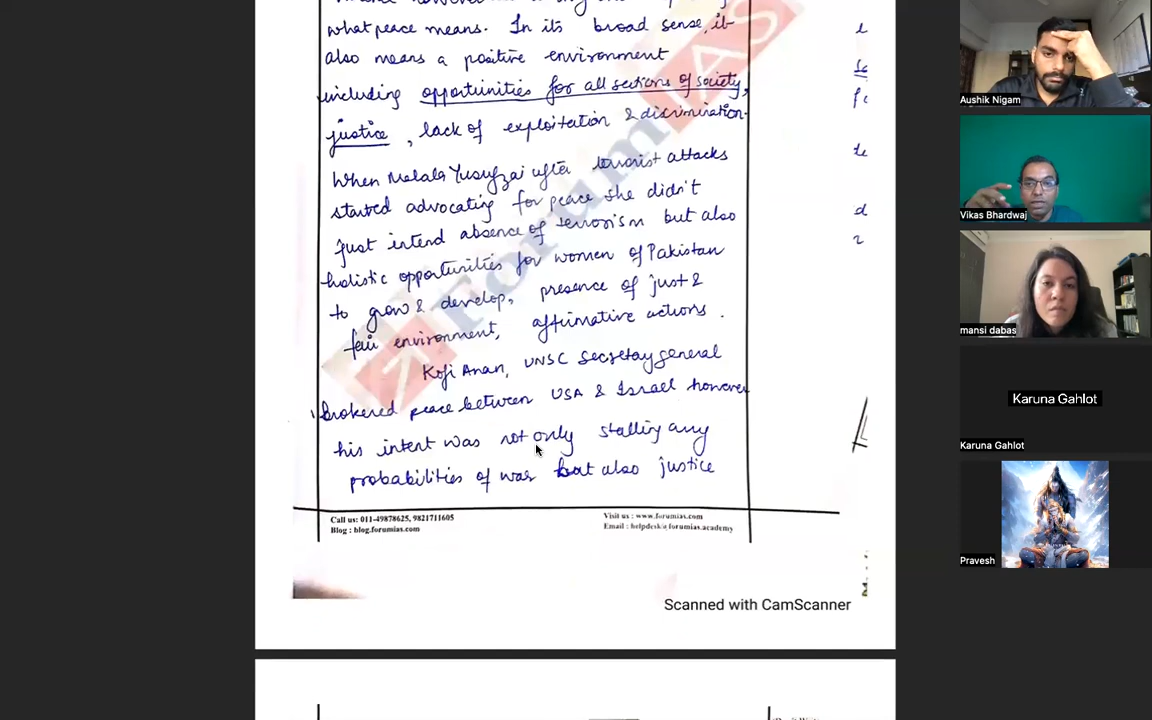 what peace means. In its broad sense, it
also means a positive environment
including opportunities for all sections of society,
justice, lack of exploitation & discrimination.
When Malala Yusufzai after terrorist attacks
started advocating for peace she didn't
just intend absence of terrorism but also
holistic opportunities for women of Pakistan
to grow & develop, presence of just &
fair environment, affirmative actions.
Kofi Anan, UNSC Secretay general
brokered peace between USA & Israel however
his intent was not only stalling any
probabilities of war but also justice
Call us: 011-49878625, 9821711605
Blog : blog.forumias.com
Visit us : www.forumias.com
Email : helpdesk@forumias.academy
Scanned with CamScanner
ForumIAS
Aushik Nigam
Vikas Bhardwaj
mansi dabas
Karuna Gahlot
Karuna Gahlot
Pravesh